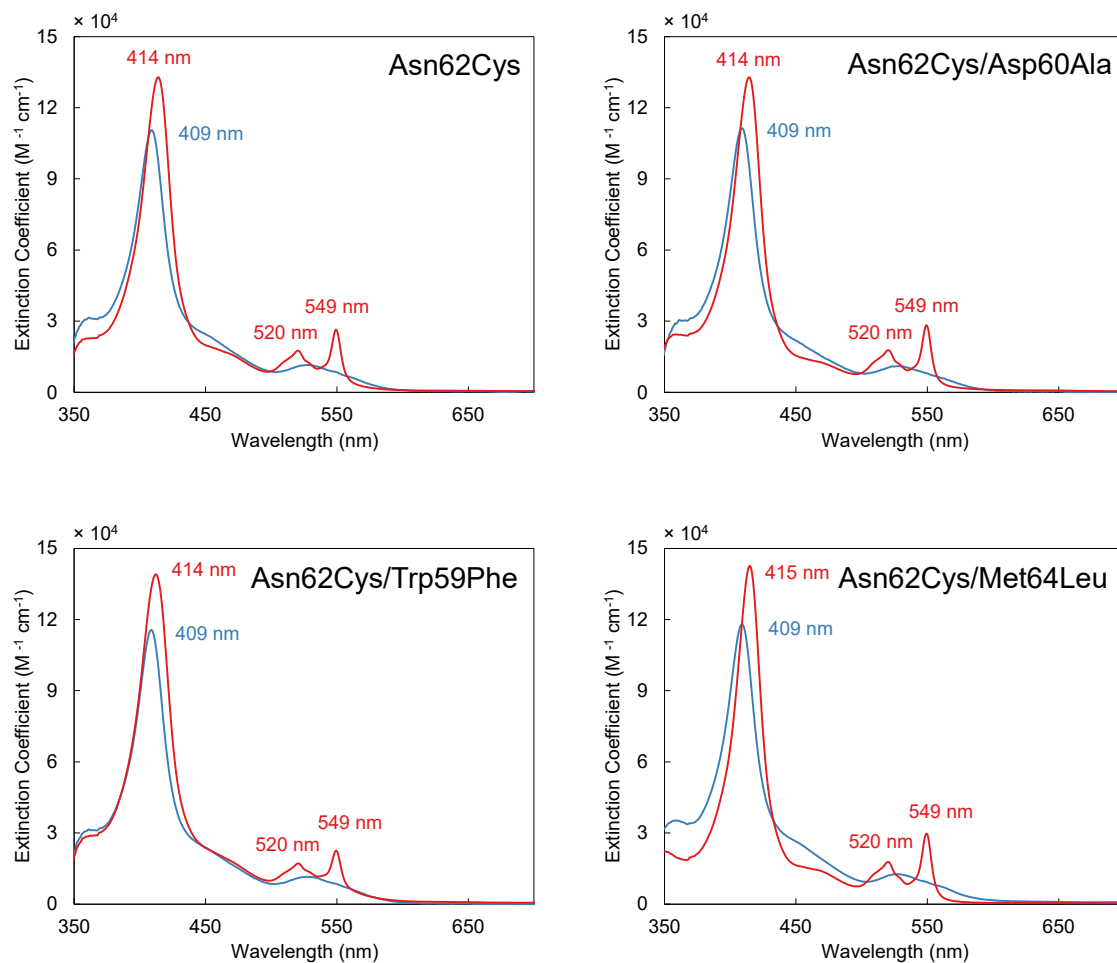 × 10⁴
15
12
9
6
3
0
350
450
550
650
Extinction Coefficient (M ⁻¹ cm⁻¹)
Wavelength (nm)
Asn62Cys
414 nm
409 nm
520 nm
549 nm
× 10⁴
15
12
9
6
3
0
350
450
550
650
Extinction Coefficient (M ⁻¹ cm⁻¹)
Wavelength (nm)
Asn62Cys/Asp60Ala
414 nm
409 nm
520 nm
549 nm
× 10⁴
15
12
9
6
3
0
350
450
550
650
Extinction Coefficient (M ⁻¹ cm⁻¹)
Wavelength (nm)
Asn62Cys/Trp59Phe
414 nm
409 nm
520 nm
549 nm
× 10⁴
15
12
9
6
3
0
350
450
550
650
Extinction Coefficient (M ⁻¹ cm⁻¹)
Wavelength (nm)
Asn62Cys/Met64Leu
415 nm
409 nm
520 nm
549 nm